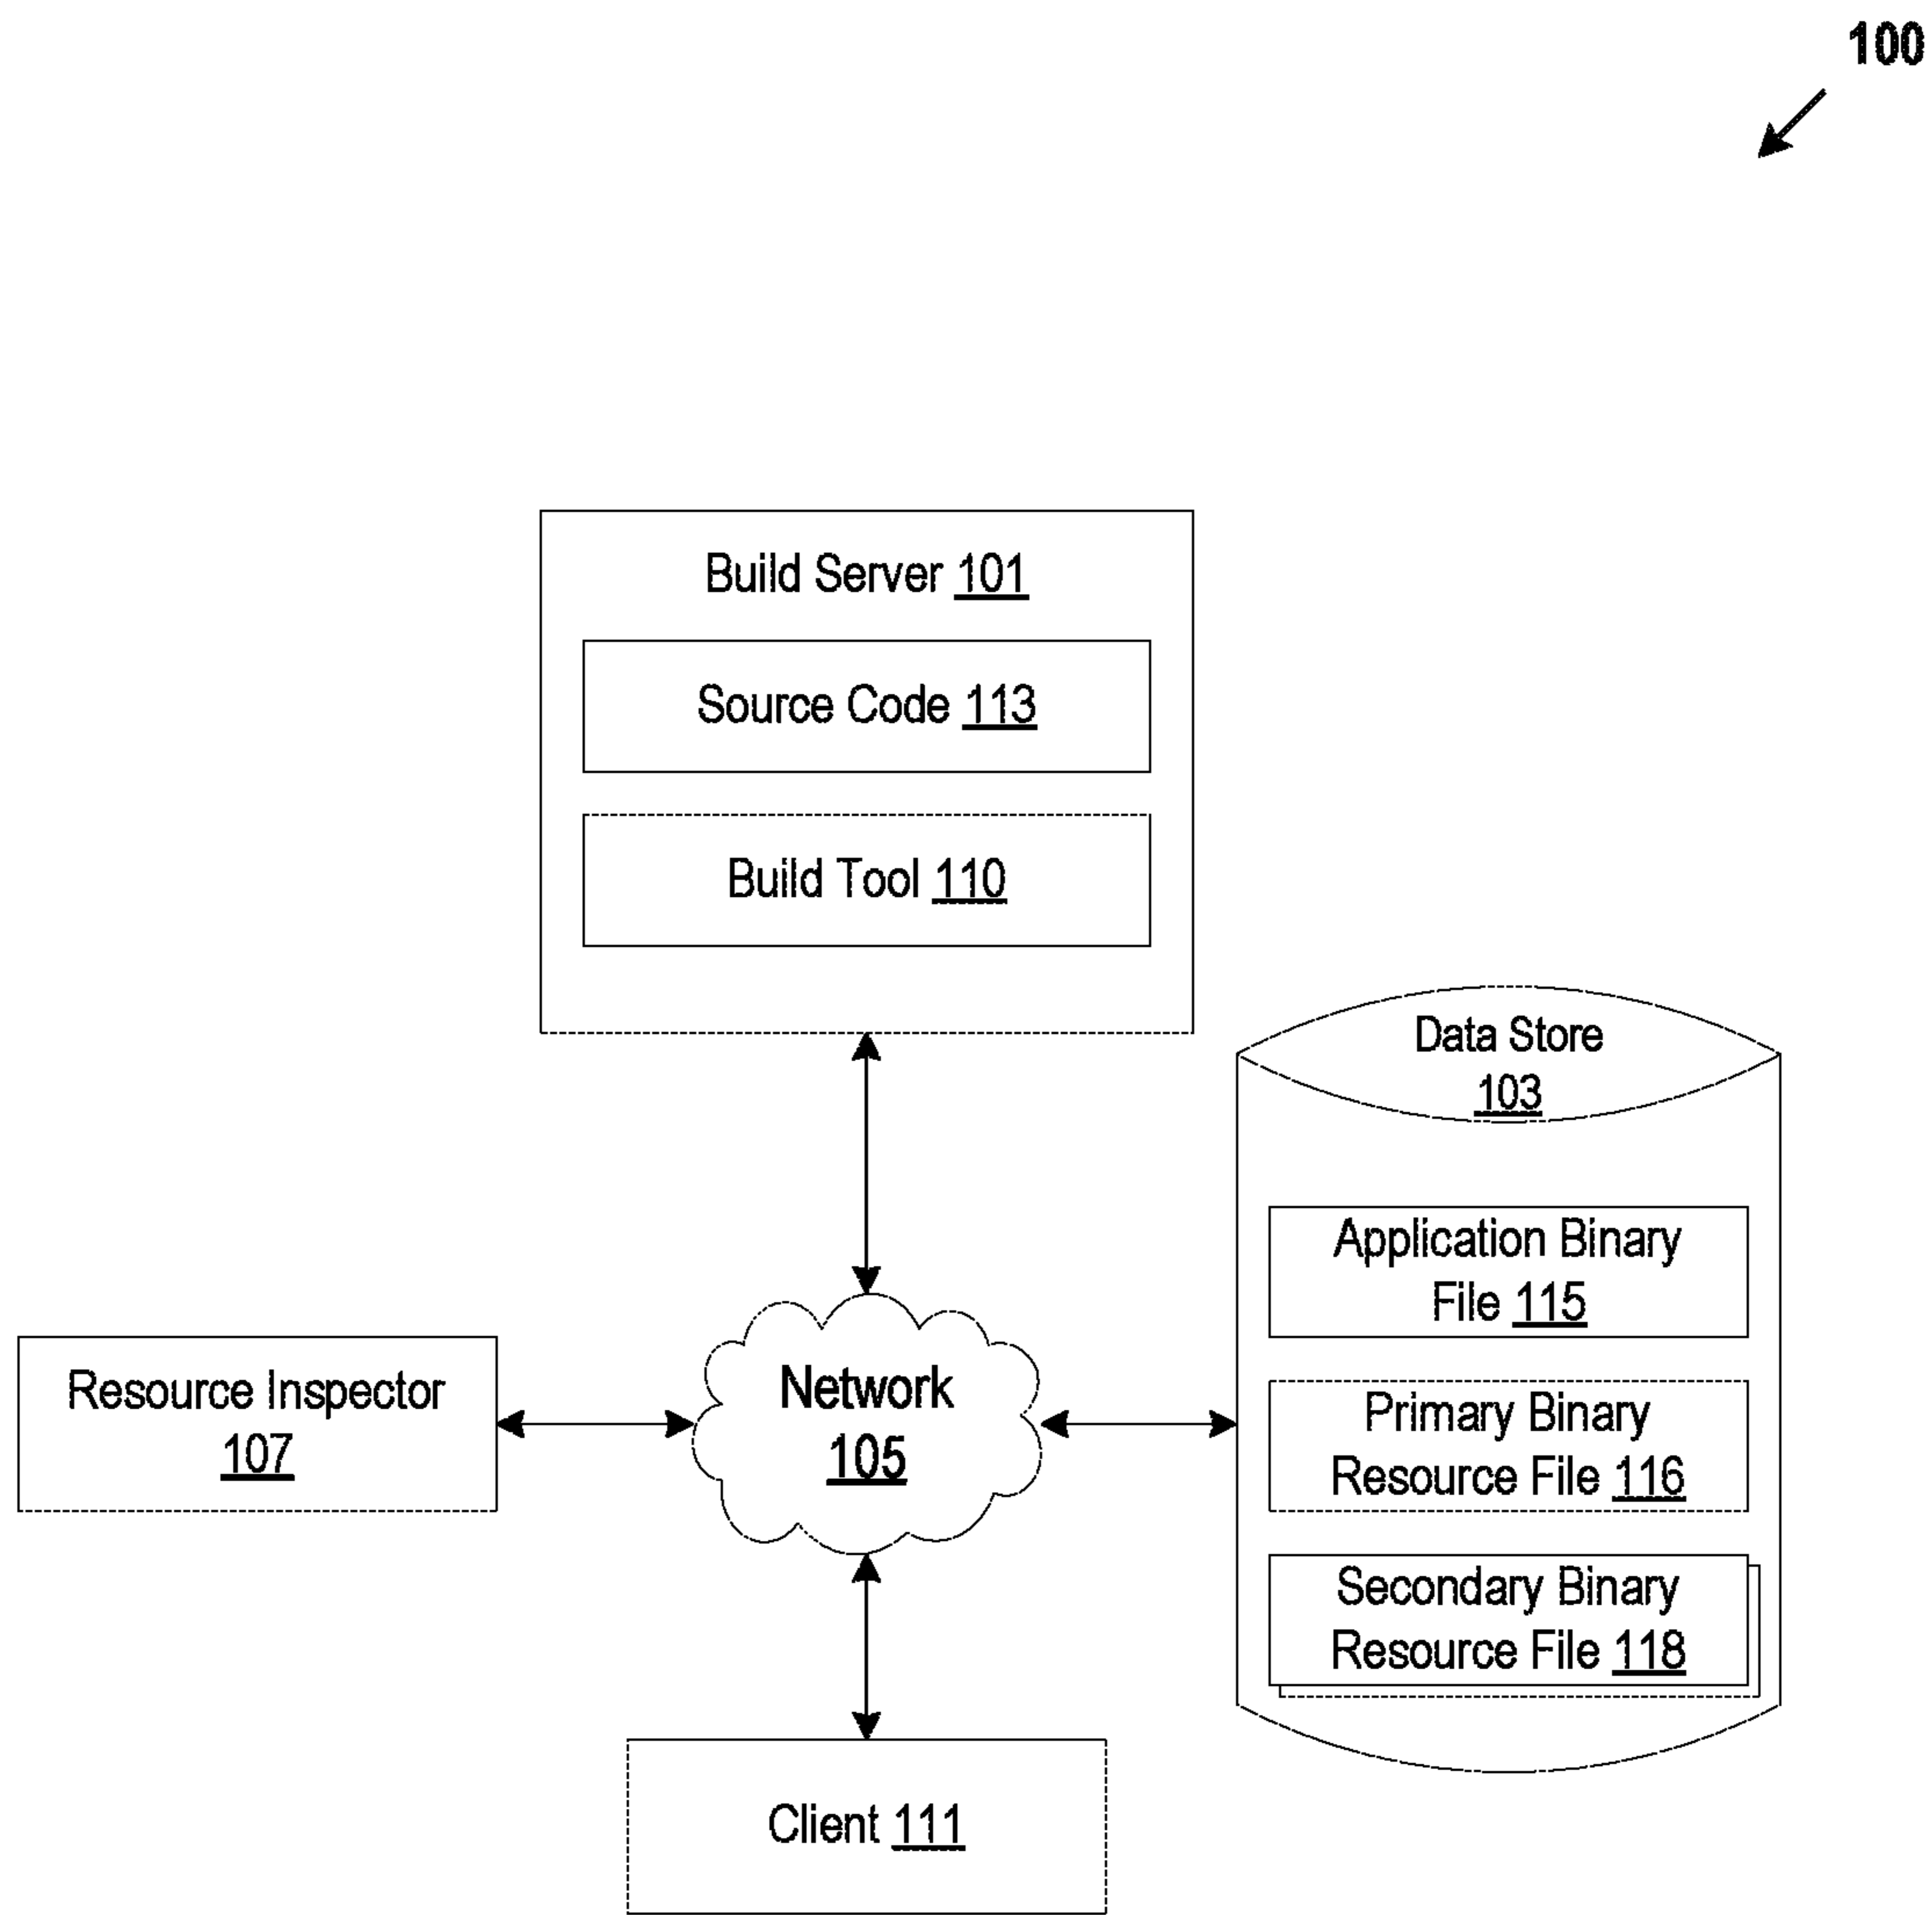 100
Build Server 101
Source Code 113
Build Tool 110
Data Store
103
Application Binary
File 115
Primary Binary
Resource File 116
Secondary Binary
Resource File 118
Resource Inspector
107
Network
105
Client 111